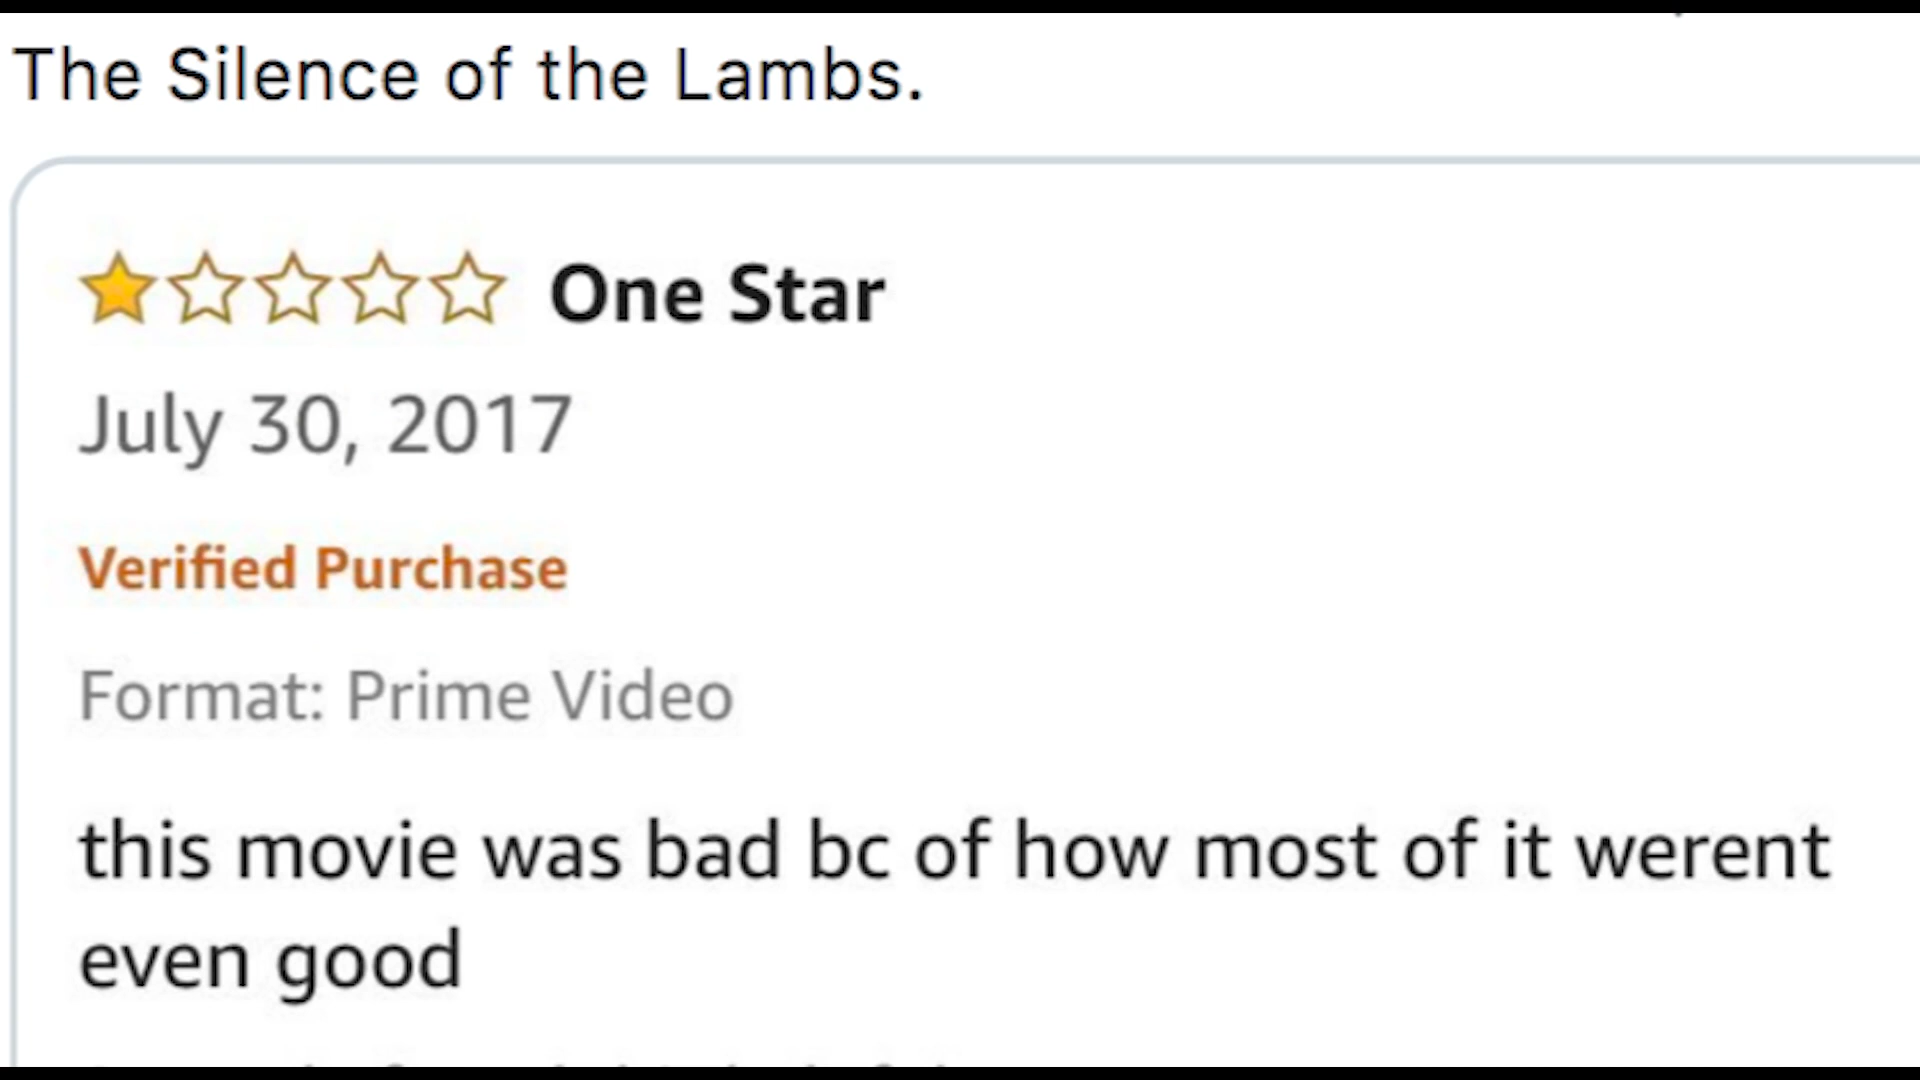 The Silence of the Lambs.
One Star
July 30, 2017
Verified Purchase
Format: Prime Video
this movie was bad bc of how most of it werent
even good